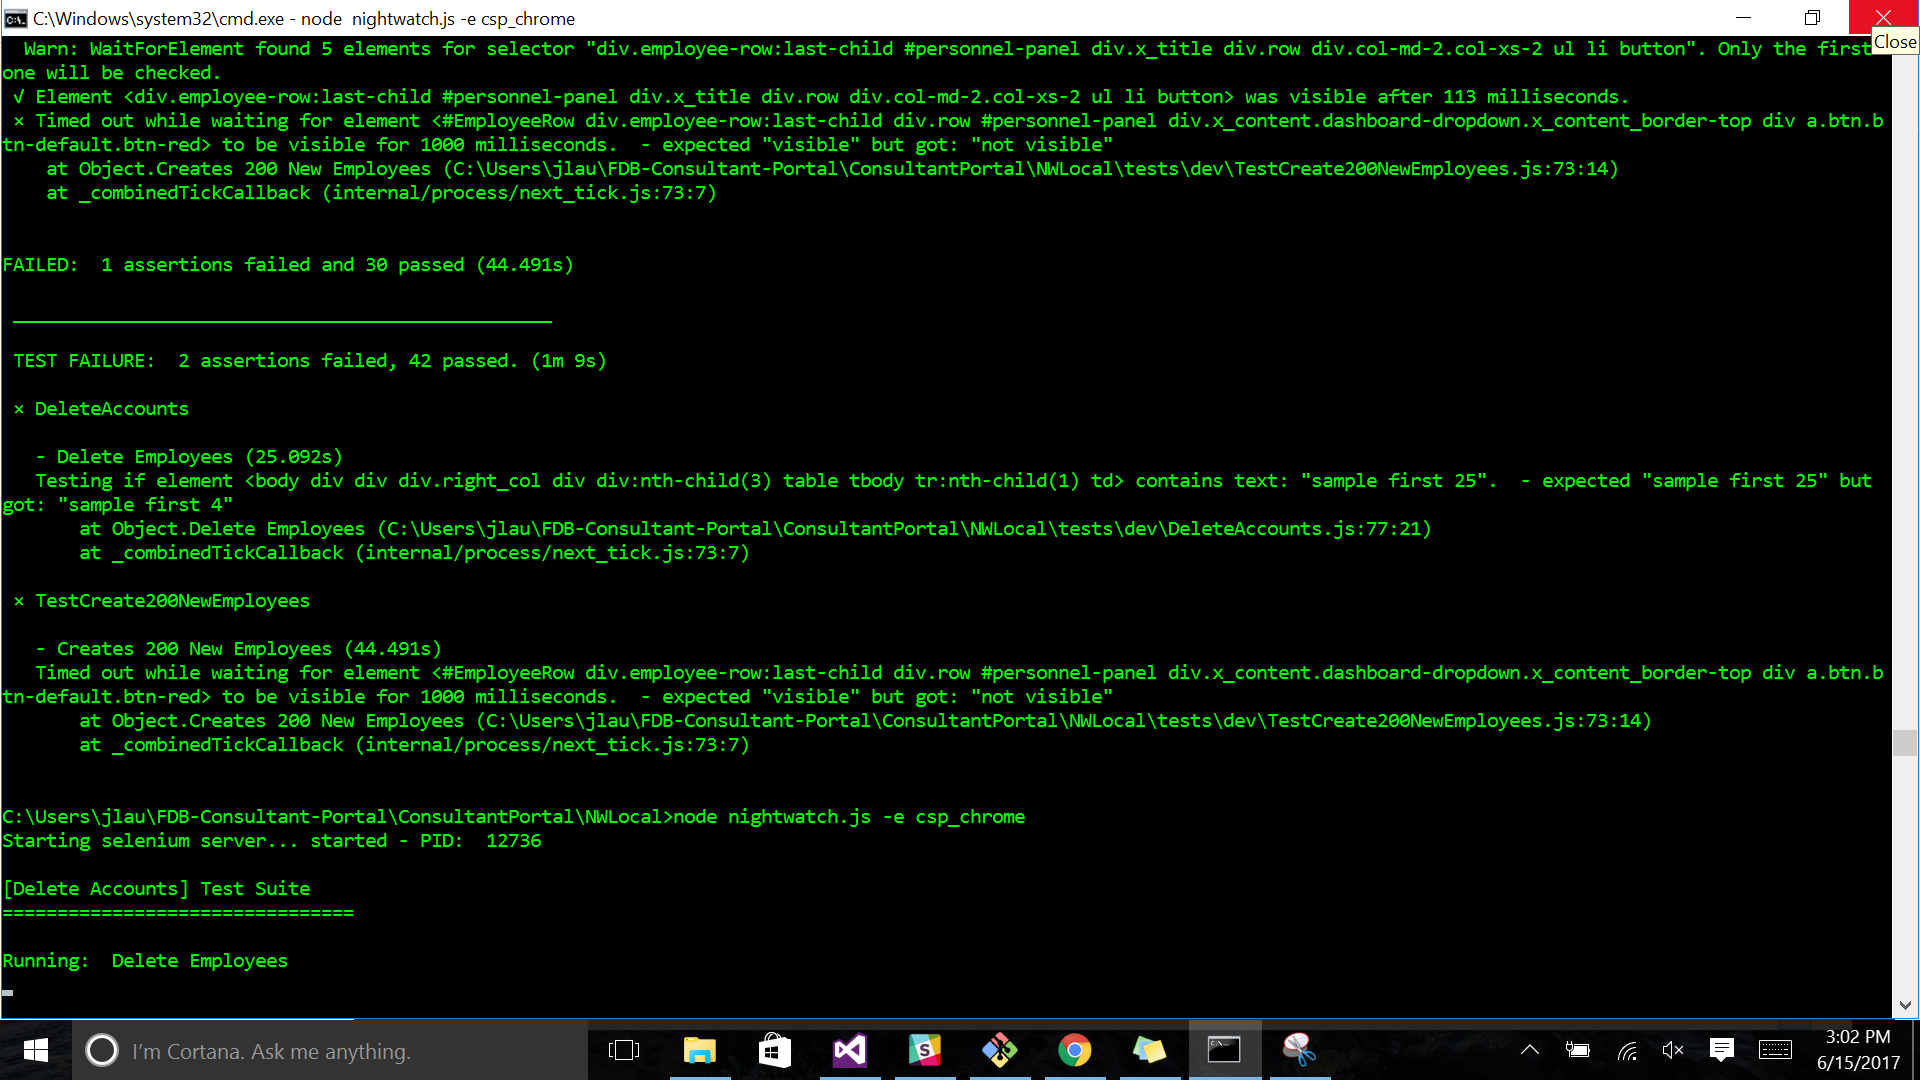 C:\Windows\system32\cmd.exe - node  nightwatch.js -e csp_chrome
Close
Warn: WaitForElement found 5 elements for selector "div.employee-row:last-child #personnel-panel div.x_title div.row div.col-md-2.col-xs-2 ul li button". Only the first
one will be checked.
√ Element <div.employee-row:last-child #personnel-panel div.x_title div.row div.col-md-2.col-xs-2 ul li button> was visible after 113 milliseconds.
× Timed out while waiting for element <#EmployeeRow div.employee-row:last-child div.row #personnel-panel div.x_content.dashboard-dropdown.x_content_border-top div a.btn.b
tn-default.btn-red> to be visible for 1000 milliseconds.  - expected "visible" but got: "not visible"
at Object.Creates 200 New Employees (C:\Users\jlau\FDB-Consultant-Portal\ConsultantPortal\NWLocal\tests\dev\TestCreate200NewEmployees.js:73:14)
at _combinedTickCallback (internal/process/next_tick.js:73:7)
FAILED:  1 assertions failed and 30 passed (44.491s)
_________________________________________________
TEST FAILURE:  2 assertions failed, 42 passed. (1m 9s)
× DeleteAccounts
- Delete Employees (25.092s)
Testing if element <body div div div.right_col div div:nth-child(3) table tbody tr:nth-child(1) td> contains text: "sample first 25".  - expected "sample first 25" but
got: "sample first 4"
at Object.Delete Employees (C:\Users\jlau\FDB-Consultant-Portal\ConsultantPortal\NWLocal\tests\dev\DeleteAccounts.js:77:21)
at _combinedTickCallback (internal/process/next_tick.js:73:7)
× TestCreate200NewEmployees
- Creates 200 New Employees (44.491s)
Timed out while waiting for element <#EmployeeRow div.employee-row:last-child div.row #personnel-panel div.x_content.dashboard-dropdown.x_content_border-top div a.btn.b
tn-default.btn-red> to be visible for 1000 milliseconds.  - expected "visible" but got: "not visible"
at Object.Creates 200 New Employees (C:\Users\jlau\FDB-Consultant-Portal\ConsultantPortal\NWLocal\tests\dev\TestCreate200NewEmployees.js:73:14)
at _combinedTickCallback (internal/process/next_tick.js:73:7)
C:\Users\jlau\FDB-Consultant-Portal\ConsultantPortal\NWLocal>node nightwatch.js -e csp_chrome
Starting selenium server... started - PID:  12736
[Delete Accounts] Test Suite
================================
Running:  Delete Employees
I'm Cortana. Ask me anything.
3:02 PM
6/15/2017